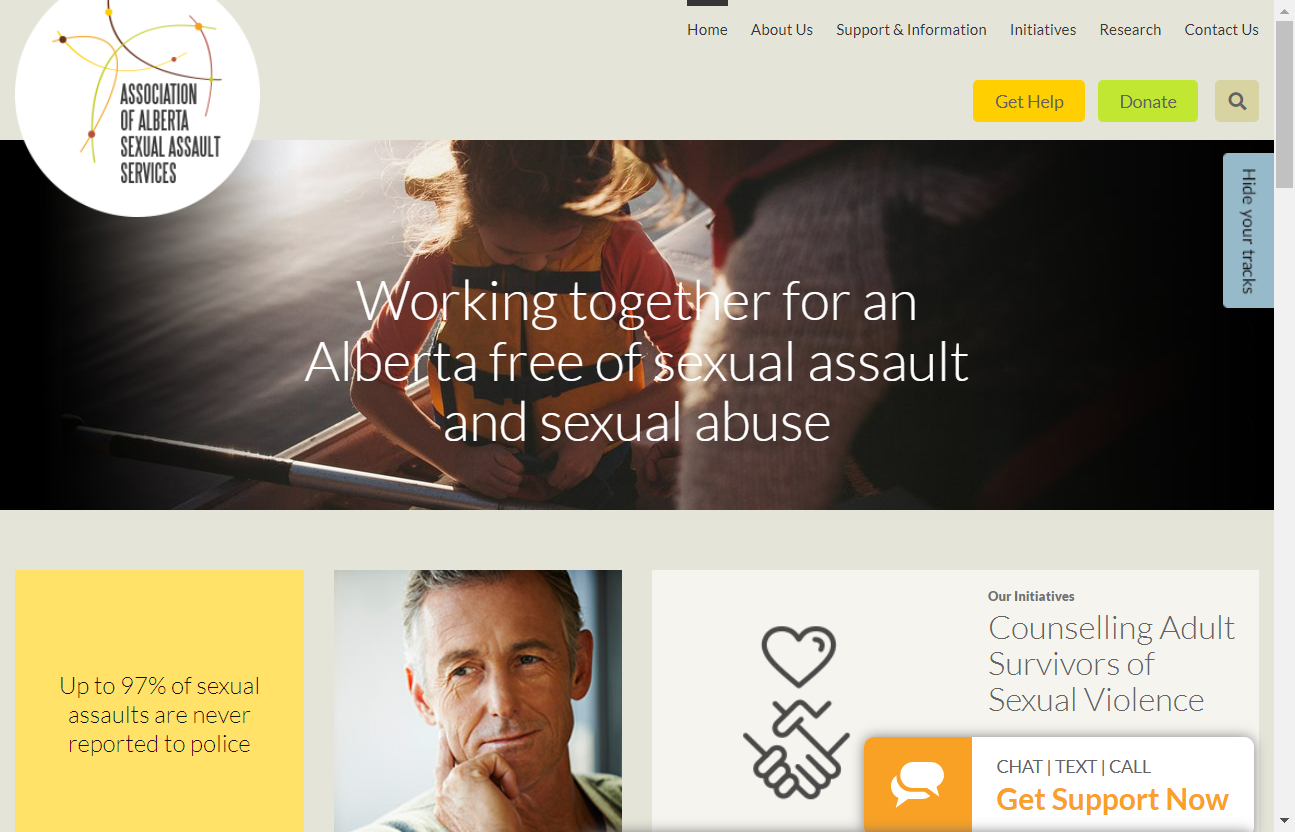 Home About Us Support & Information Initiatives Research Contact Us
ASSOCIATION
OF ALBERTA
SEXUAL ASSAULT
SERVICES
Get Help Donate
Hide your tracks
Working together for an
Alberta free of sexual assault
and sexual abuse
Up to 97% of sexual
assaults are never
reported to police
Our Initiatives
Counselling Adult
Survivors of
Sexual Violence
CHAT | TEXT | CALL
Get Support Now